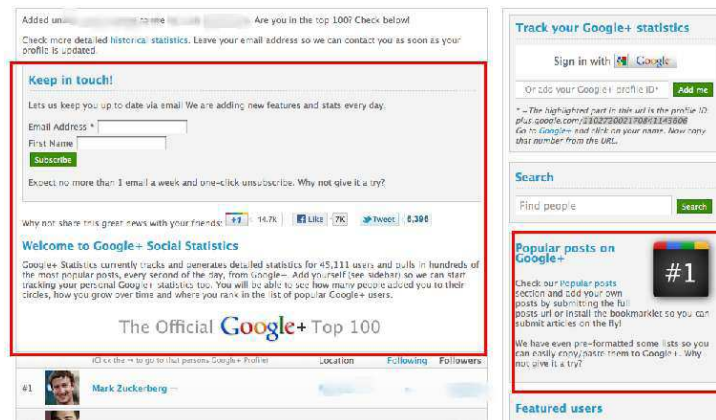 Added Are you in the top 100? Check below!
Check more detailed historical statistics. Leave your email address so we can contact you as soon as your
profile is updated.
Keep in touch!
Lets us keep you up to date via email We are adding new features and stats every day.
Email Address *
First Name
Subscribe
Expect no more than 1 email a week and one-click unsubscribe. Why not give it a try?
Why not share this great news with your friends: +1 14.7k Like 7K Tweet 6,396
Welcome to Google+ Social Statistics
Google+ Statistics currently tracks and generates detailed statistics for 45,111 users and pulls in hundreds of
the most popular posts, every second of the day, from Google+. Add yourself (see sidebar) so we can start
tracking your personal Google+ statistics too. You will be able to see how many people added you to their
circles, how you grow over time and where you rank in the list of popular Google+ users.
The Official Google+ Top 100
(Click the to go to that persons Google+ Profile) Location Following Followers
#1 Mark Zuckerberg
Track your Google+ statistics
Sign in with Google
Or add your Google+ profile ID* Add me
* - The highlighted part in this url is the profile ID:
plus.google.com/110272002170841143606
Go to Google+ and click on your name. Now copy
that number from the URL.
Search
Find people Search
Popular posts on
Google+
#1
Check our Popular posts
section and add your own
posts by submitting the full
posts url or install the bookmarklet so you can
submit articles on the fly!
We have even pre-formatted some lists so you
can easily copy/paste them to Google+. Why
not give it a try?
Featured users